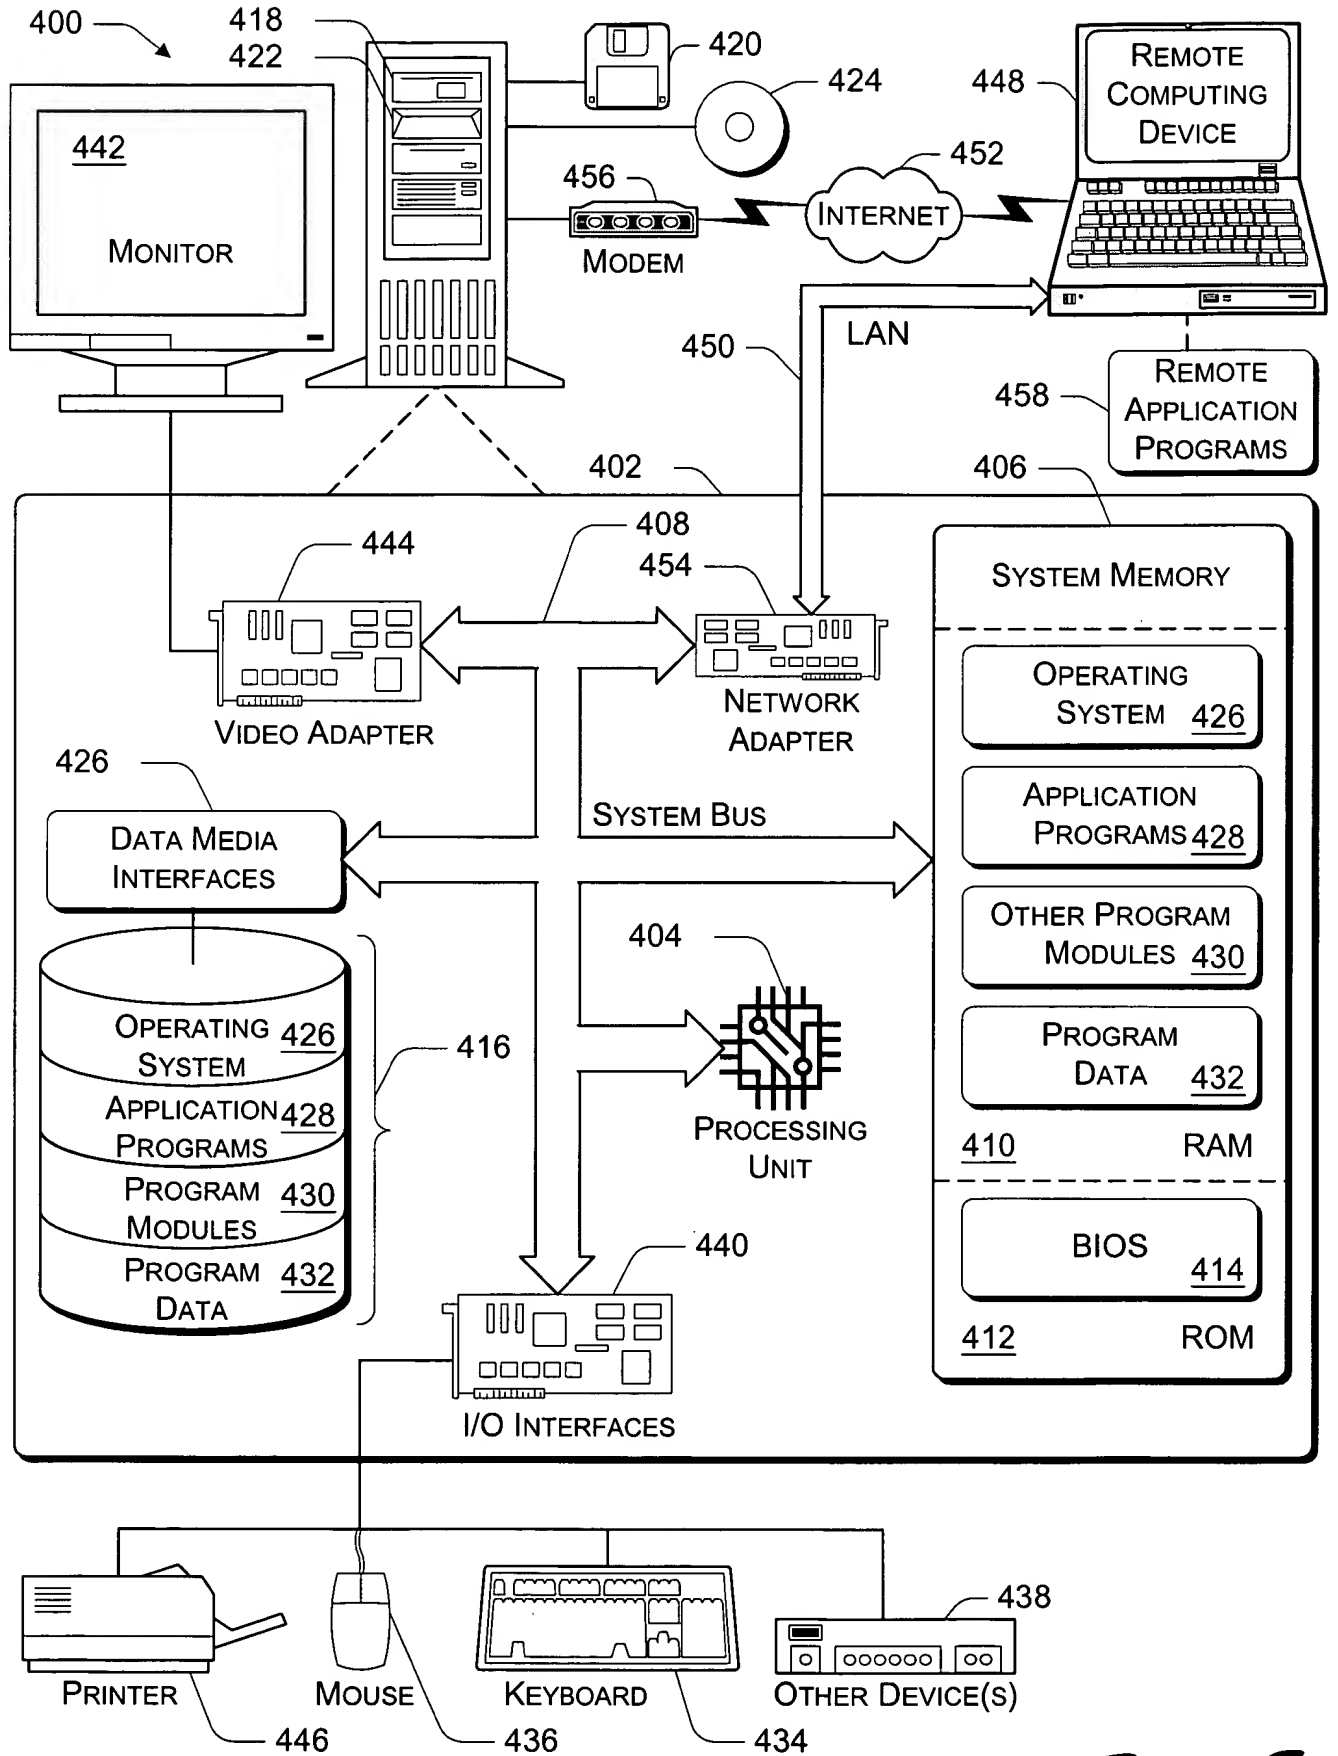 400
418
422
420
424
448
REMOTE
COMPUTING
DEVICE
442
MONITOR
456
MODEM
452
INTERNET
450
LAN
458
REMOTE
APPLICATION
PROGRAMS
402
406
444
408
454
SYSTEM MEMORY
VIDEO ADAPTER
NETWORK
ADAPTER
OPERATING
SYSTEM 426
426
DATA MEDIA
INTERFACES
SYSTEM BUS
APPLICATION
PROGRAMS 428
OTHER PROGRAM
MODULES 430
404
PROCESSING
UNIT
PROGRAM
DATA 432
410 RAM
OPERATING 426
SYSTEM
APPLICATION 428
PROGRAMS
PROGRAM 430
MODULES
PROGRAM 432
DATA
416
BIOS
414
412 ROM
440
I/O INTERFACES
PRINTER
446
MOUSE
436
KEYBOARD
434
438
OTHER DEVICE(S)